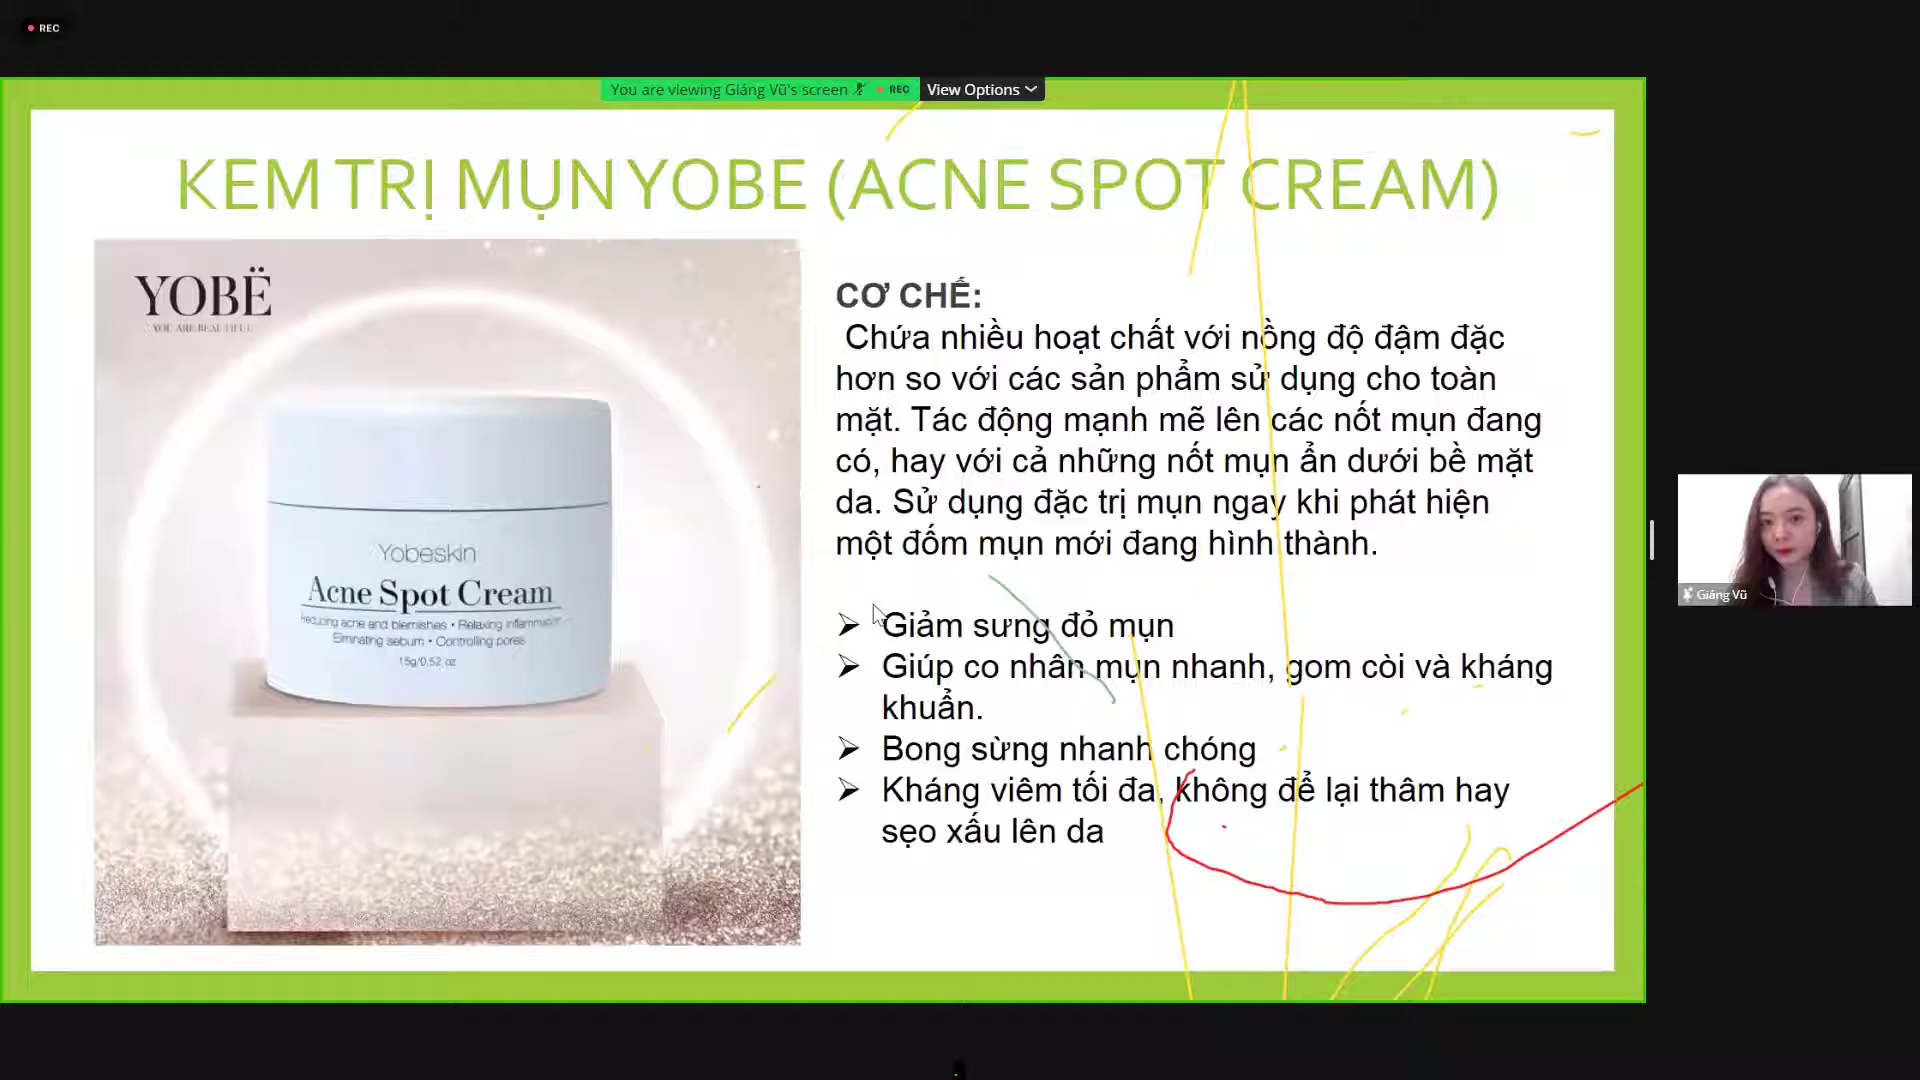 REC
You are viewing Giáng Vũ's screen REC View Options
KEM TRỊ MỤN YOBE (ACNE SPOT CREAM)
YOBË
YOU ARE BEAUTIFUL
Yobeskin
Acne Spot Cream
Reducing acne and blemishes • Relaxing inflammation
Eliminating sebum • Controlling pores
15g/0.52 oz
CƠ CHẾ:
Chứa nhiều hoạt chất với nồng độ đậm đặc
hơn so với các sản phẩm sử dụng cho toàn
mặt. Tác động mạnh mẽ lên các nốt mụn đang
có, hay với cả những nốt mụn ẩn dưới bề mặt
da. Sử dụng đặc trị mụn ngay khi phát hiện
một đốm mụn mới đang hình thành.
➢ Giảm sưng đỏ mụn
➢ Giúp co nhân mụn nhanh, gom còi và kháng
khuẩn.
➢ Bong sừng nhanh chóng
➢ Kháng viêm tối đa, không để lại thâm hay
sẹo xấu lên da
Giáng Vũ